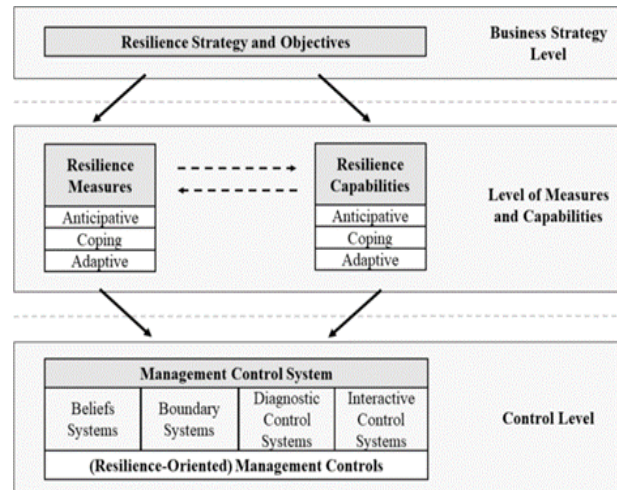 Resilience Strategy and Objectives
Business Strategy
Level
Resilience
Measures
Anticipative
Coping
Adaptive
Resilience
Capabilities
Anticipative
Coping
Adaptive
Level of Measures
and Capabilities
Management Control System
Beliefs
Systems
Boundary
Systems
Diagnostic
Control
Systems
Interactive
Control
Systems
(Resilience-Oriented) Management Controls
Control Level